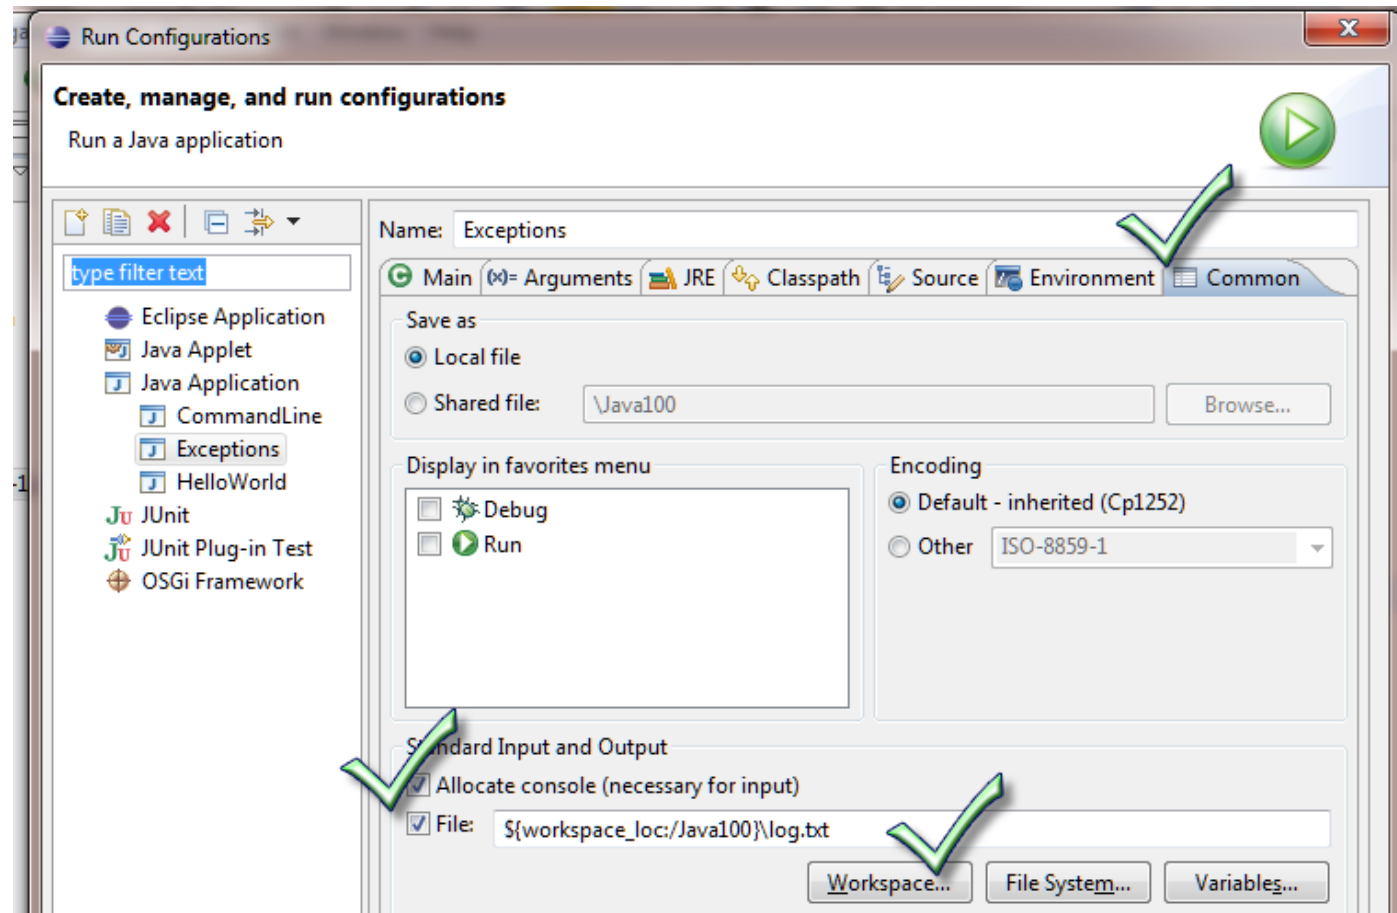 Run Configurations
Create, manage, and run configurations
Run a Java application
type filter text
Eclipse Application
Java Applet
Java Application
CommandLine
Exceptions
HelloWorld
JUnit
JUnit Plug-in Test
OSGi Framework
Name: Exceptions
Main (x)= Arguments JRE Classpath Source Environment Common
Save as
Local file
Shared file: \Java100 Browse...
Display in favorites menu
Debug
Run
Encoding
Default - inherited (Cp1252)
Other ISO-8859-1
Standard Input and Output
Allocate console (necessary for input)
File: ${workspace_loc:/Java100}\log.txt
Workspace... File System... Variables...